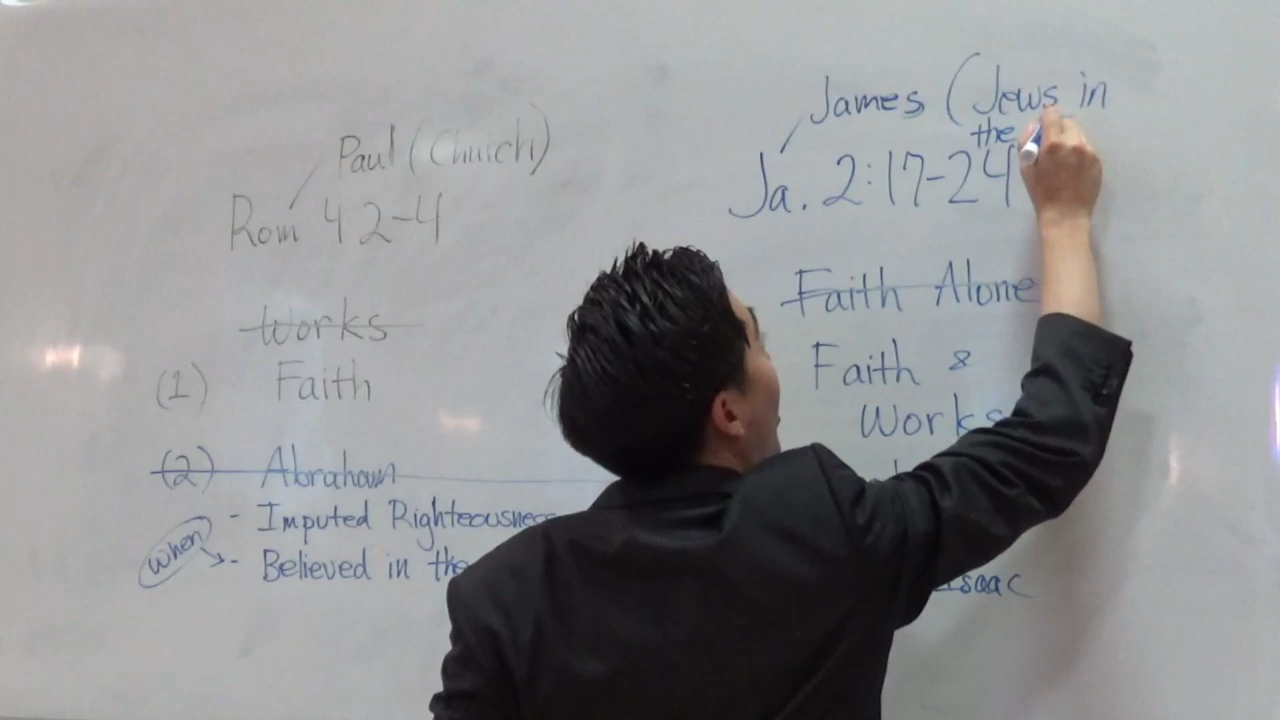 Paul (Church)
Rom 4 2-4
Works
(1) Faith
(2) Abraham
- Imputed Righteousness
when - Believed in the
James (Jews in
the
Ja. 2:17-24
Faith Alone
Faith &
Works
Isaac